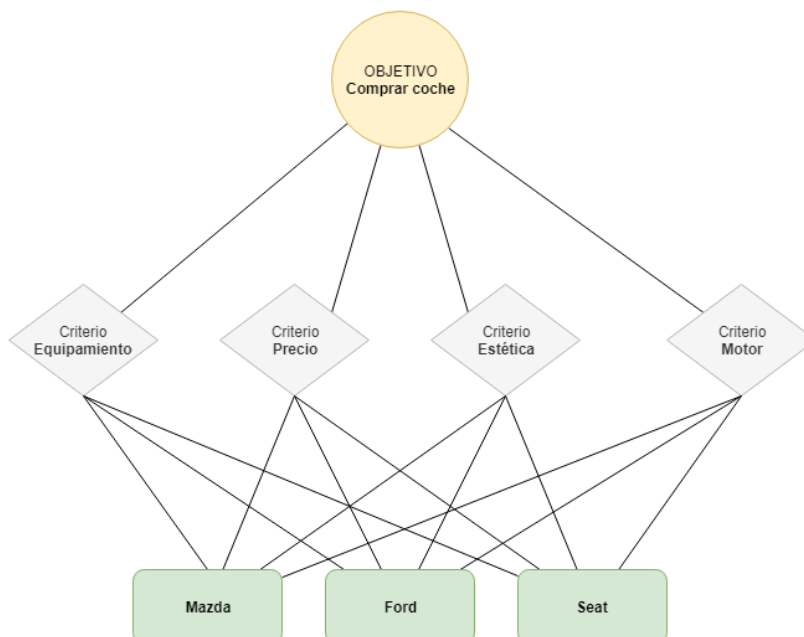 OBJETIVO
Comprar coche
Criterio
Equipamiento
Criterio
Precio
Criterio
Estética
Criterio
Motor
Mazda
Ford
Seat